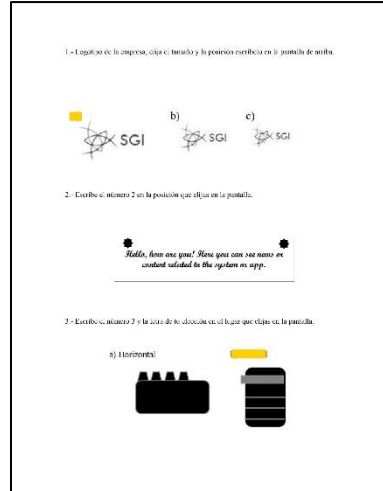 1.- Logotipo de la empresa, elija el tamaño y la posición escríbelo en la pantalla de arriba.
b) c)
SGI SGI SGI
2.- Escribe el número 2 en la posición que elijas en la pantalla.
Hello, how are you! Here you can see news or
content related to the system or app.
3.- Escribe el número 3 y la letra de tu elección en el lugar que elijas en la pantalla.
a) Horizontal